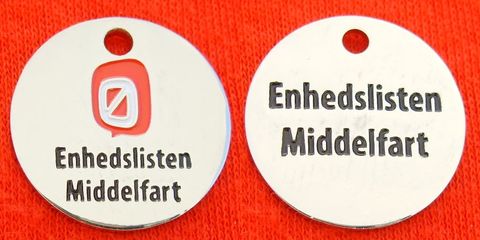 Ø
Enhedslisten
Middelfart
Enhedslisten
Middelfart